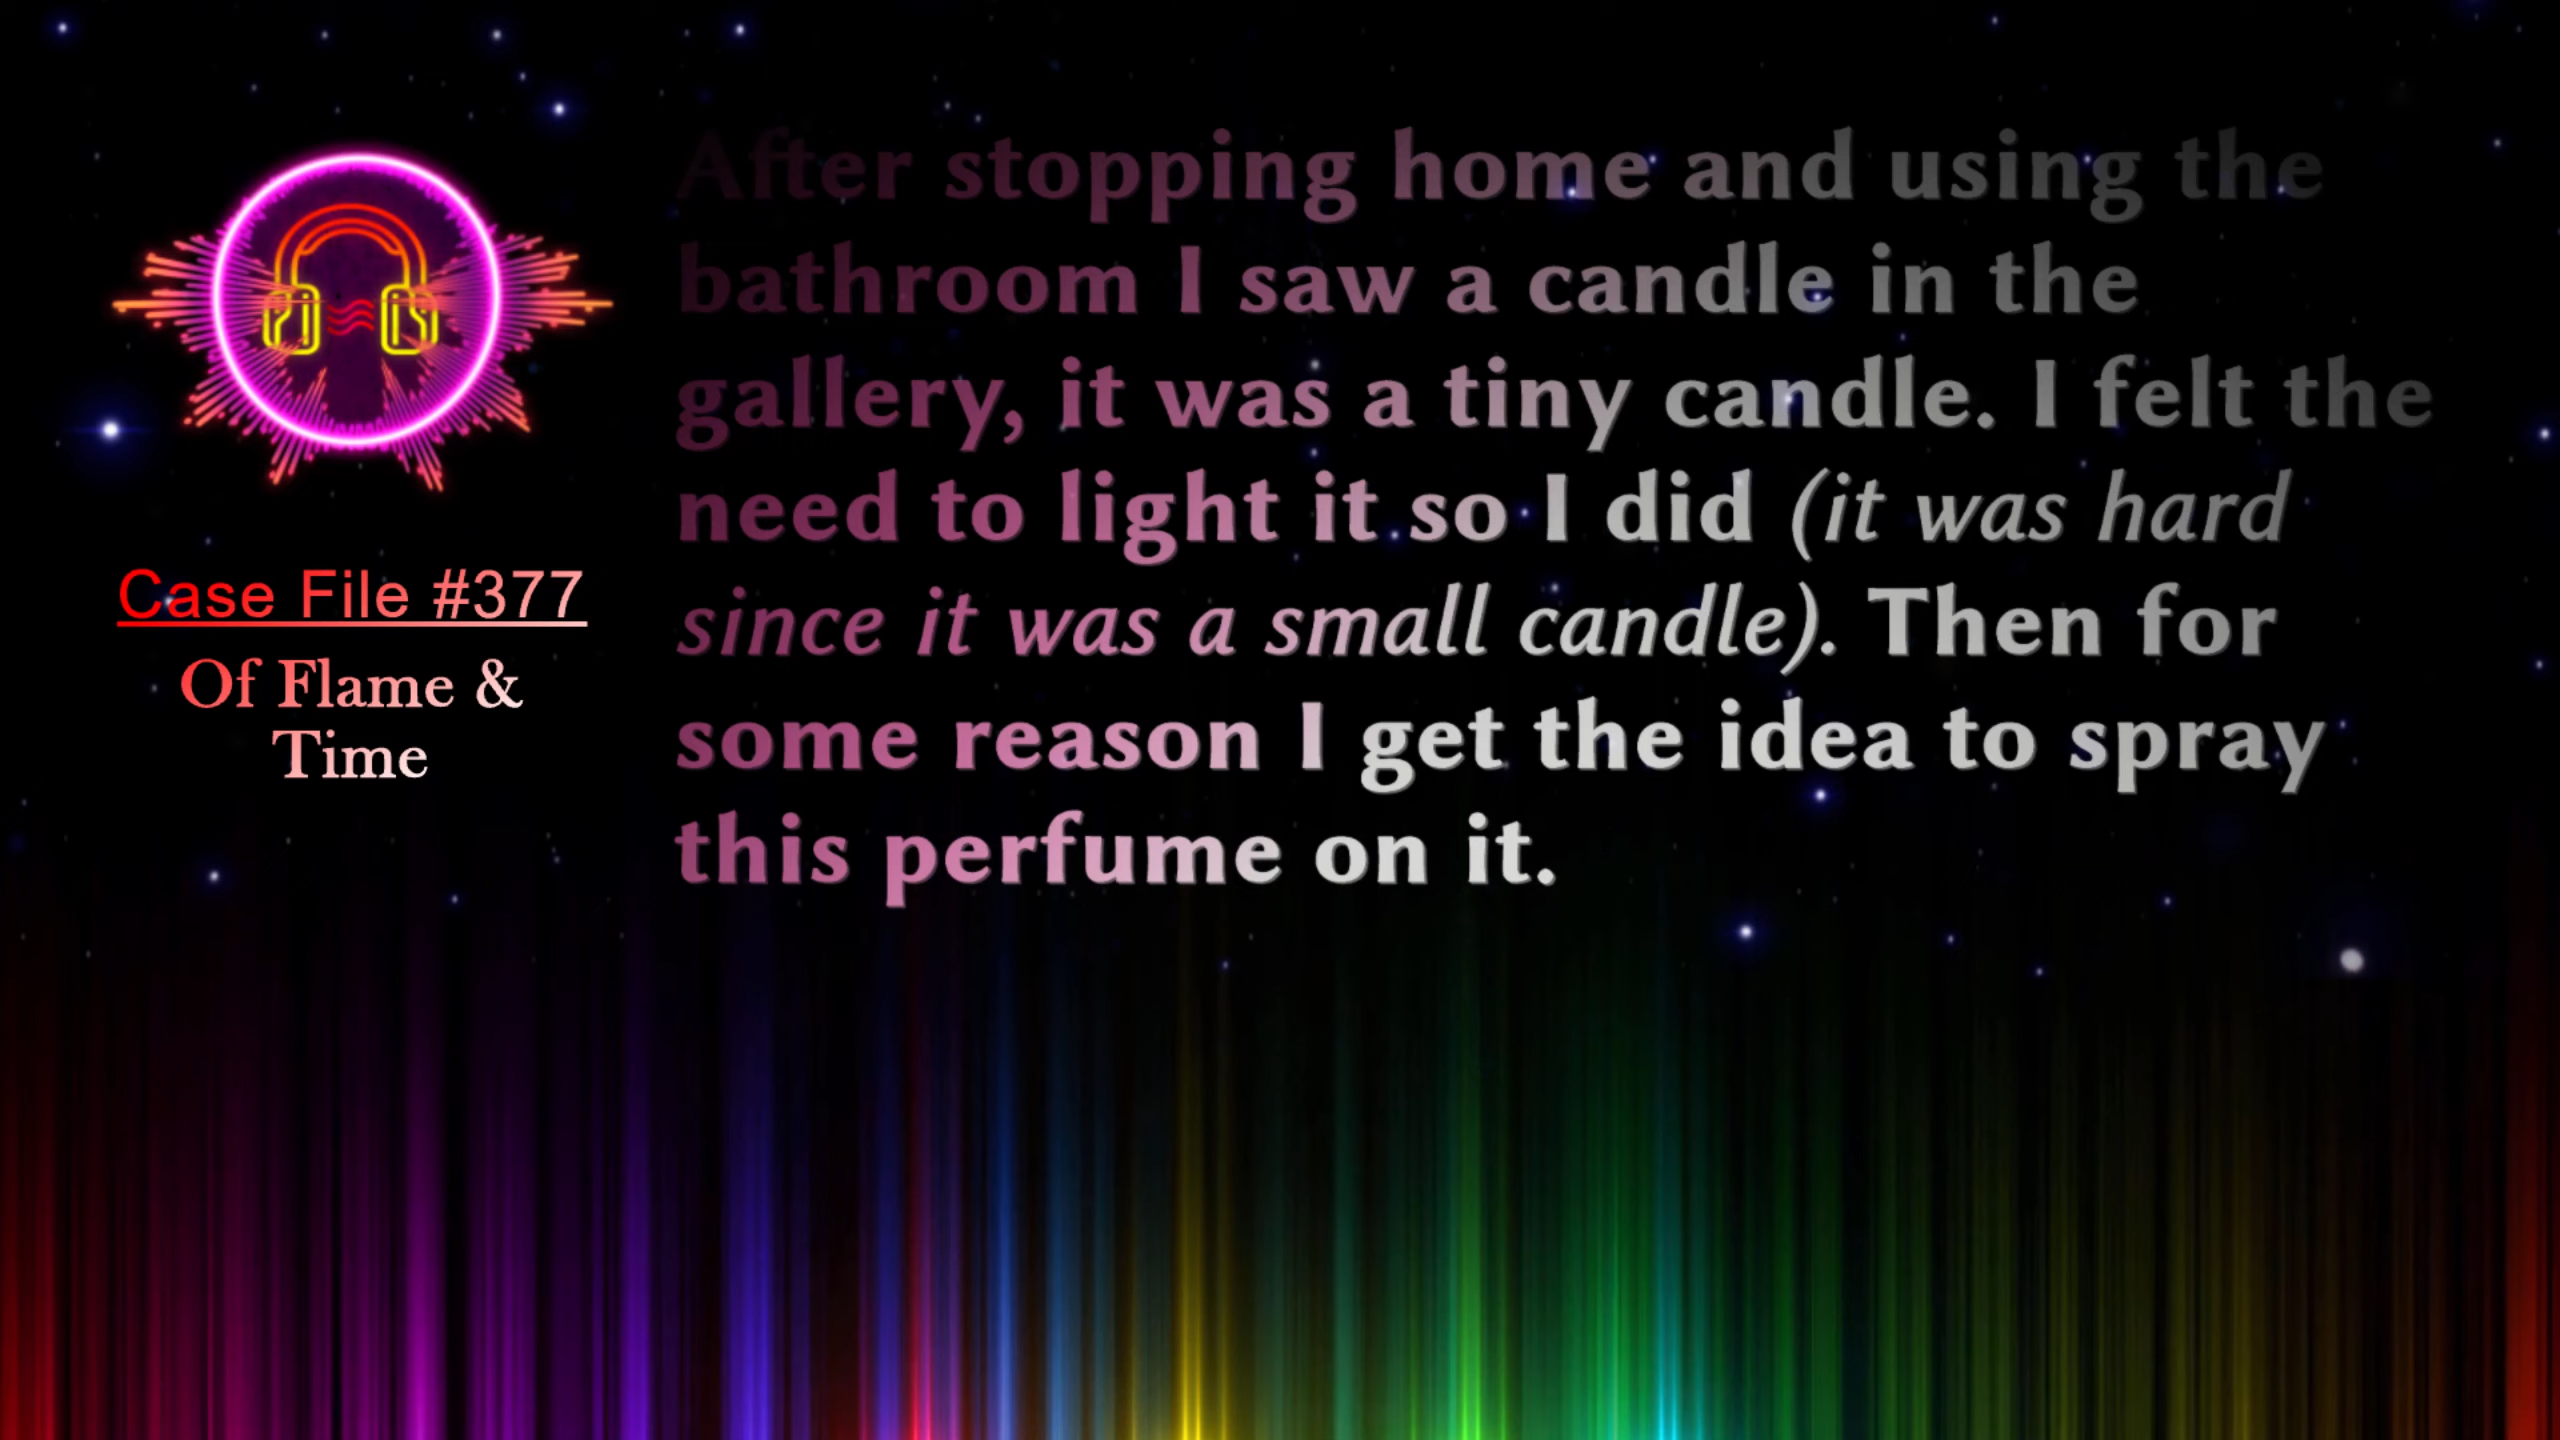 Case File #377
Of Flame &
Time
After stopping home and using the
bathroom I saw a candle in the
gallery, it was a tiny candle. I felt the
need to light it so I did (it was hard
since it was a small candle). Then for
some reason I get the idea to spray
this perfume on it.